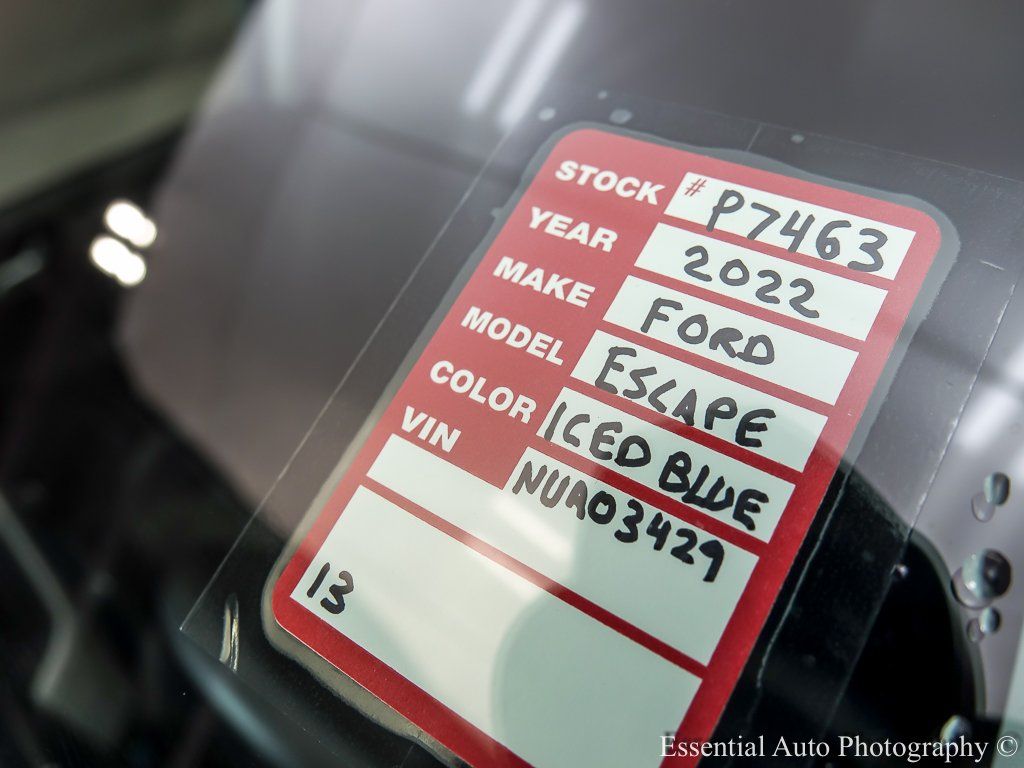 STOCK # P7463
YEAR 2022
MAKE FORD
MODEL ESCAPE
COLOR ICED BLUE
VIN NUA03429
13
Essential Auto Photography ©